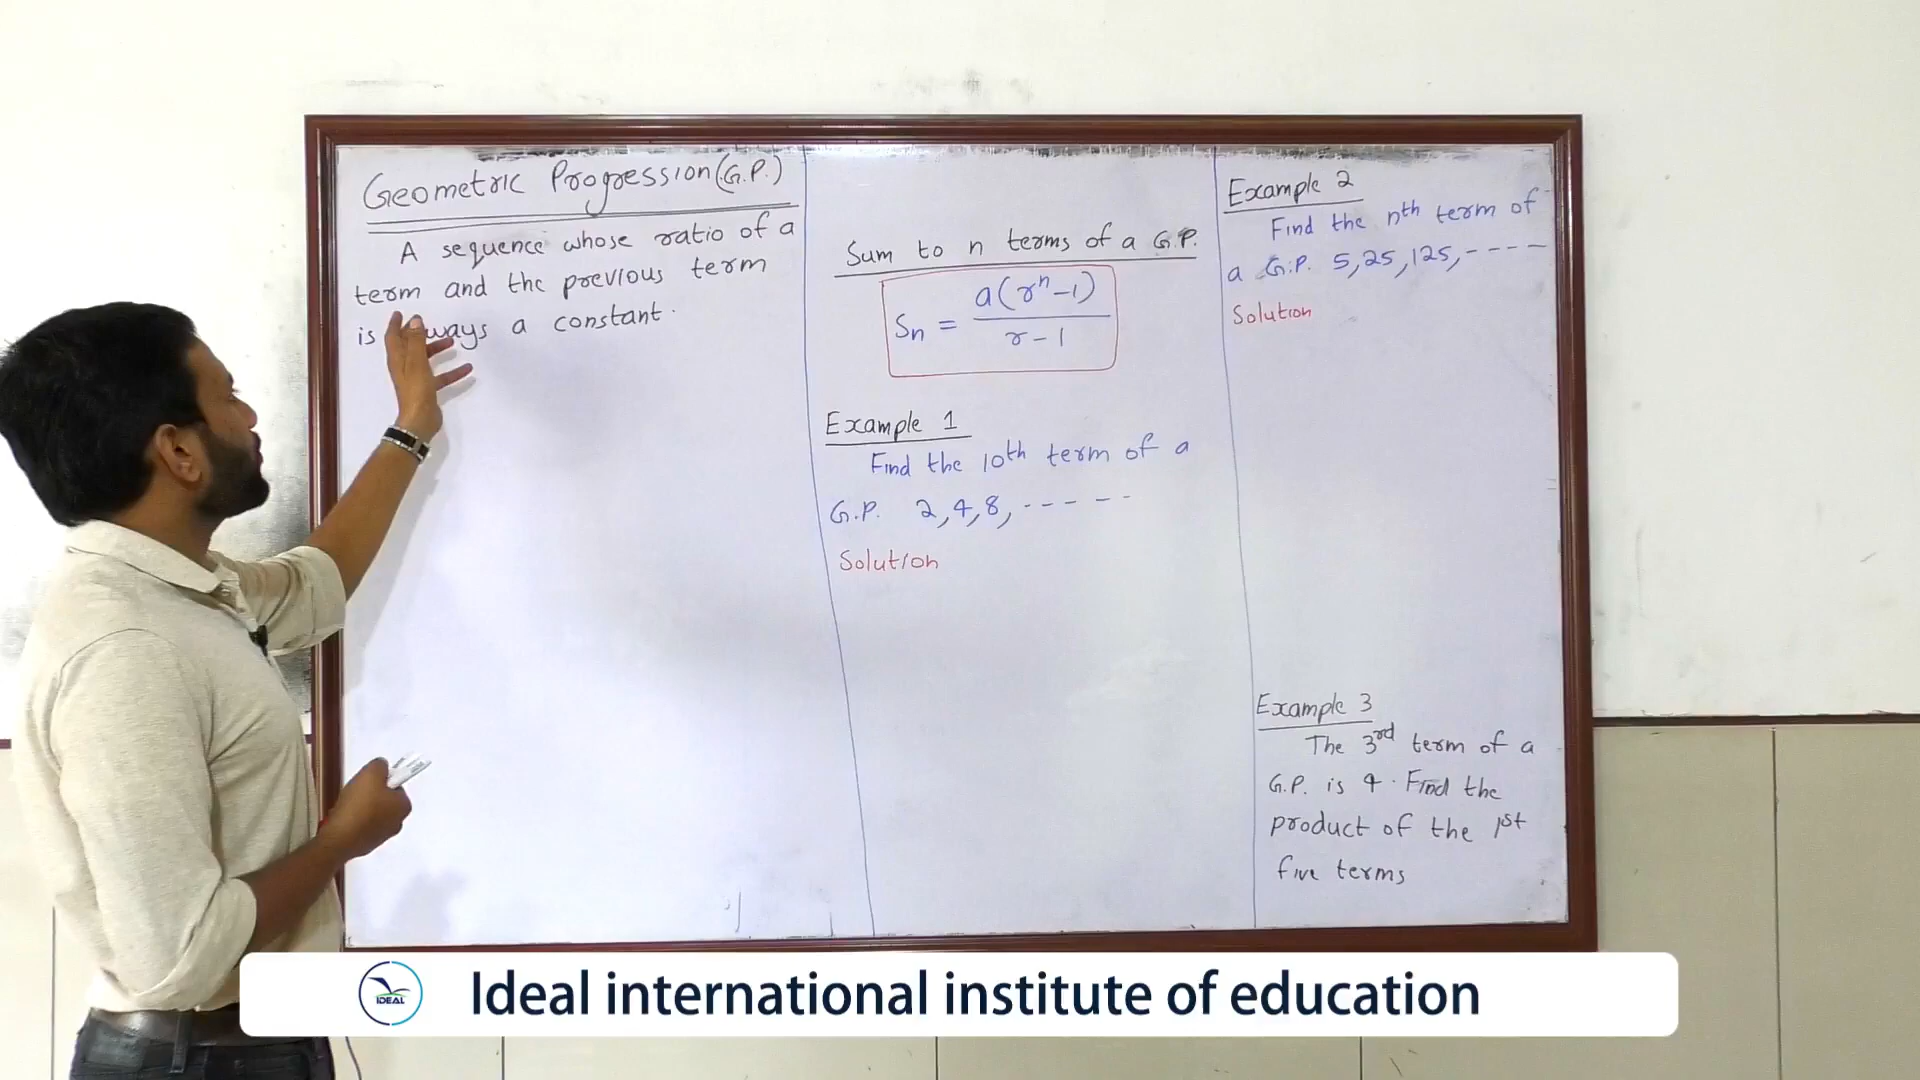 Geometric Progression (G.P.)
A sequence whose ratio of a
term and the previous term
is always a constant.
Sum to n terms of a G.P.
Sn = a(r^n - 1) / r - 1
Example 1
Find the 10th term of a
G.P. 2, 4, 8, - - - - -
Solution
Example 2
Find the nth term of
a G.P. 5, 25, 125, - - - -
Solution
Example 3
The 3rd term of a
G.P. is 4. Find the
product of the 1st
five terms
IDEAL
Ideal international institute of education